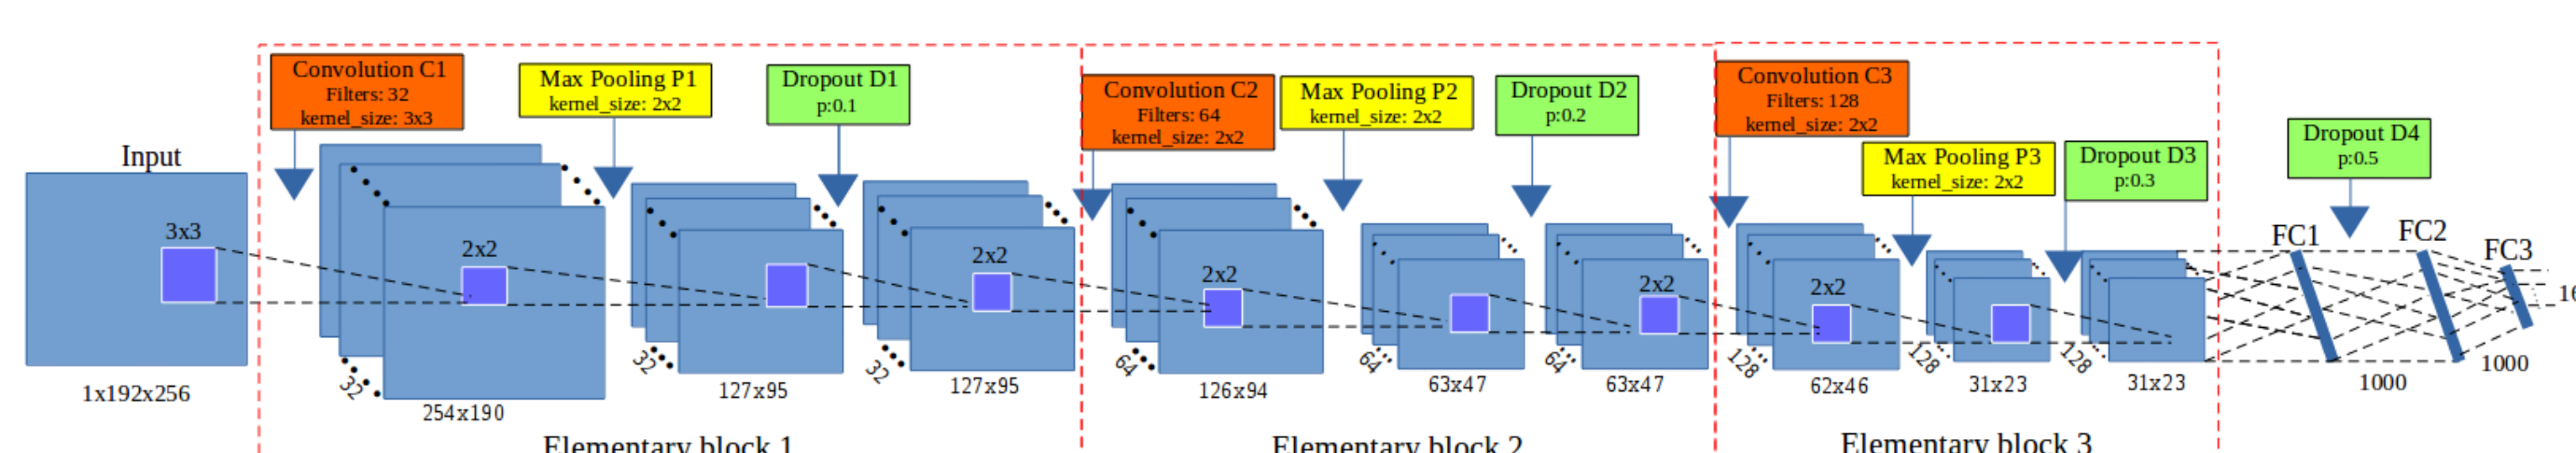 Input
3x3
1x192x256
Convolution C1
Filters: 32
kernel_size: 3x3
Max Pooling P1
kernel_size: 2x2
Dropout D1
p:0.1
2x2
2x2
32
32
32
254x190
127x95
127x95
Elementary block 1
Convolution C2
Filters: 64
kernel_size: 2x2
Max Pooling P2
kernel_size: 2x2
Dropout D2
p:0.2
2x2
2x2
64
64
64
126x94
63x47
63x47
Elementary block 2
Convolution C3
Filters: 128
kernel_size: 2x2
Max Pooling P3
kernel_size: 2x2
Dropout D3
p:0.3
2x2
128
128
128
62x46
31x23
31x23
Elementary block 3
Dropout D4
p:0.5
FC1
FC2
FC3
1000
1000